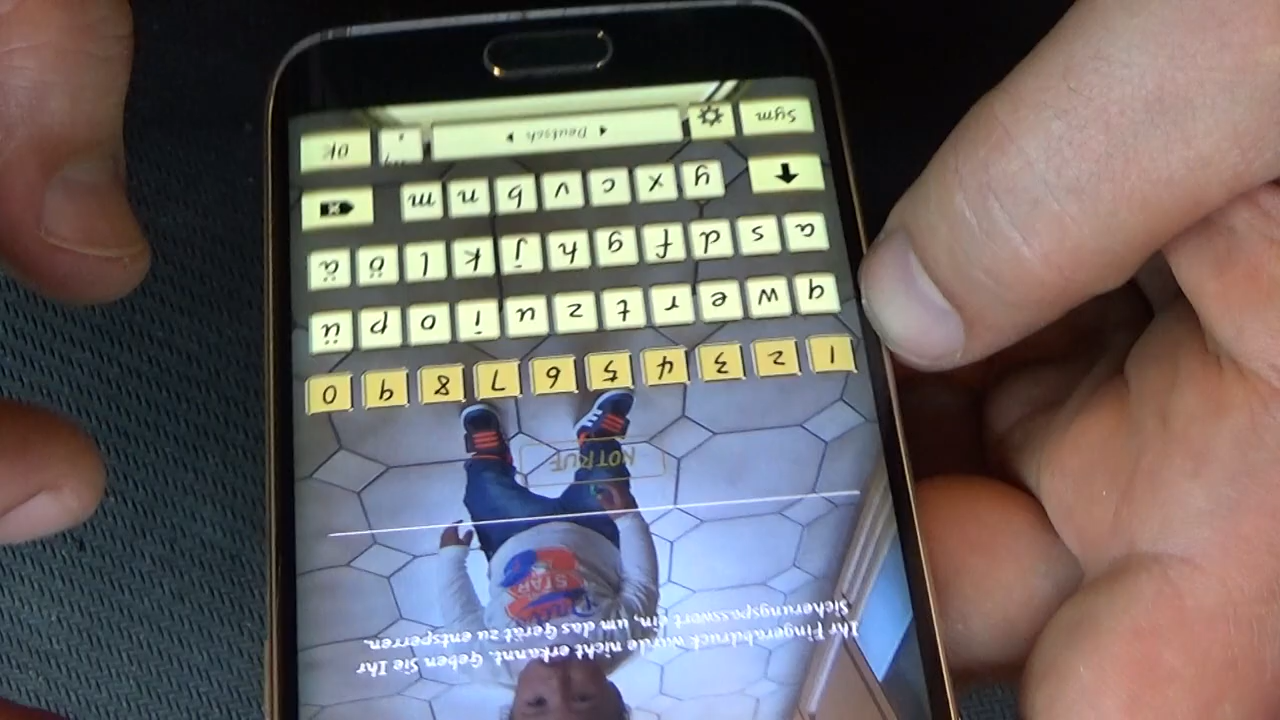 Ihr Fingerabdruck wurde nicht erkannt. Geben Sie Ihr
Sicherungspasswort ein, um das Gerät zu entsperren.
STAR
NOTRUF
1 2 3 4 5 6 7 8 9 0
q w e r t z u i o p ü
a s d f g h j k l ö ä
y x c v b n m
Sym Deutsch , OK